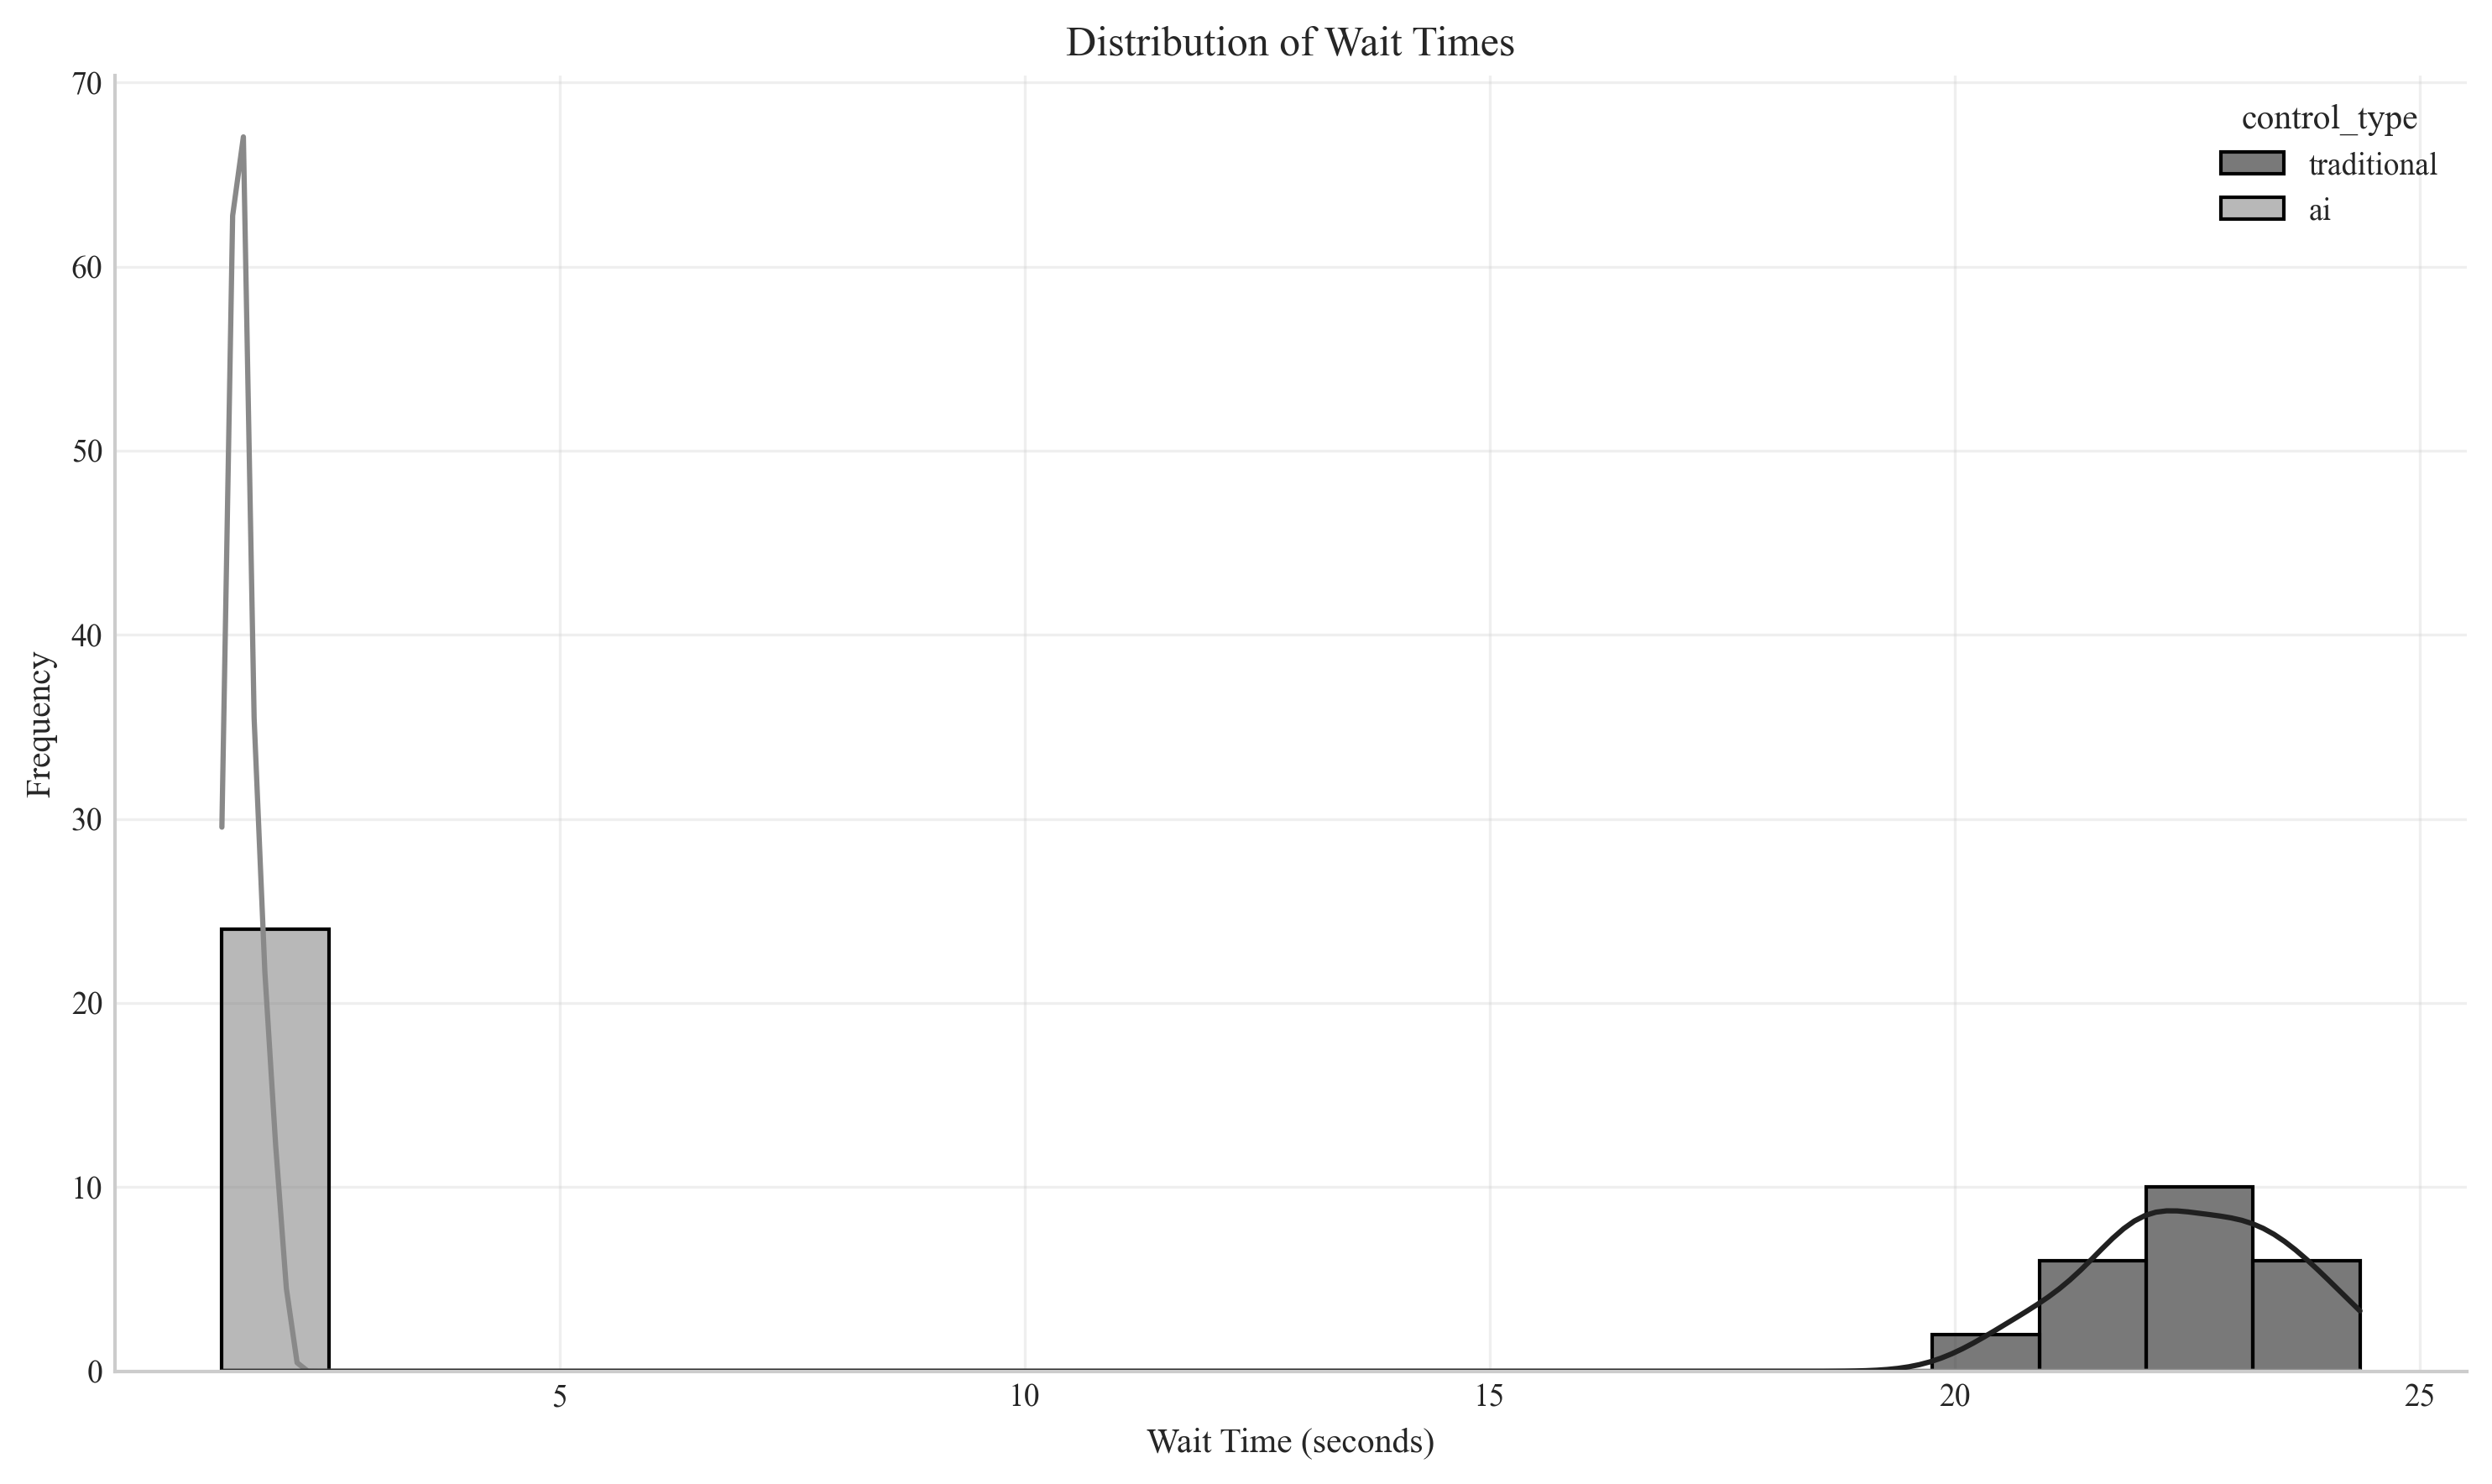 Distribution of Wait Times
70
60
50
40
30
20
10
0
Frequency
control_type
traditional
ai
5 10 15 20 25
Wait Time (seconds)